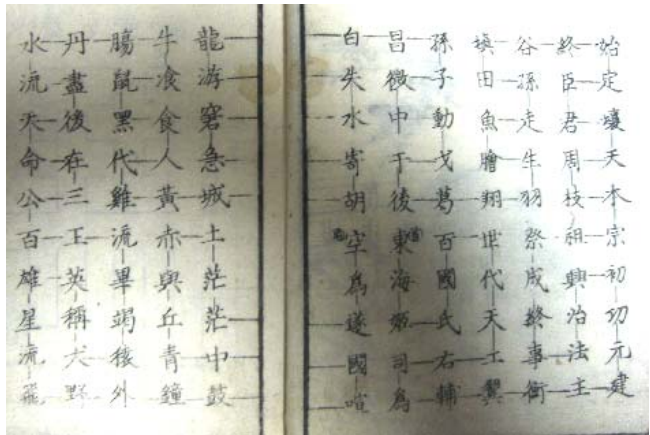 始定壤天本宗初功元建
終臣君周枝祖興治法主
谷孫走生羽祭成終事衡
填田魚膾翔世代天工翼
孫子動戈葛百國氏右輔
昌微中干後東海姬司為
白失水寄胡空為遂國喧
龍游窘急城土茫茫中鼓
牛飡食人黃赤與丘青鐘
腸鼠黑代雞流畢竭猿外
丹盡後在三王英稱犬野
水流天命公百雄星流飛